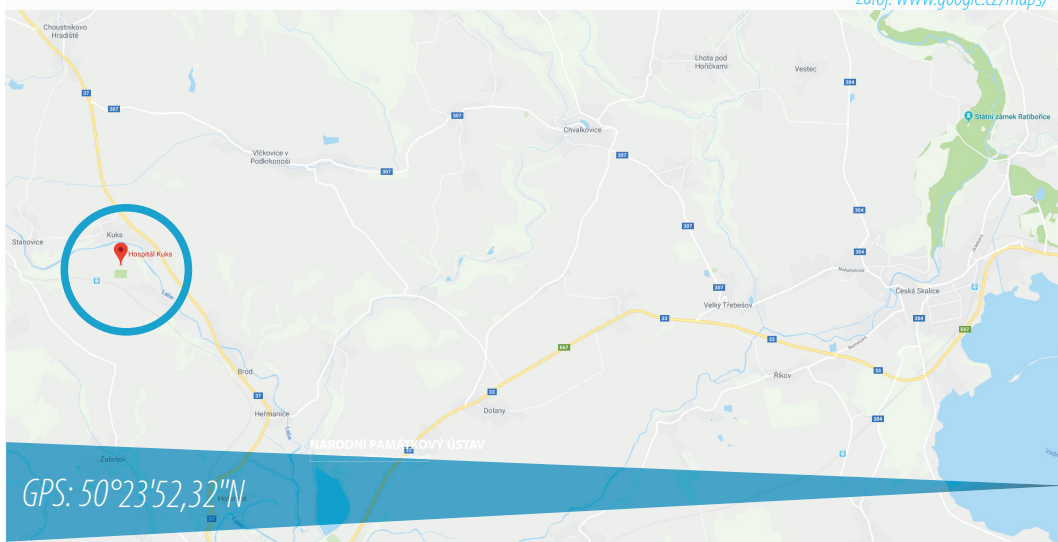 zdroj: www.google.cz/maps/
Choustníkovo
Hradiště
Lhota pod
Hořičkami
Vestec
304
37
307
307
Státní zámek Ratibořice
Chvalkovice
307
Vlčkovice v
Podkrkonoší
307
304
307
Kuks
Stanovice
Hospitál Kuks
304
Labe
307
Česká Skalice
Velký Třebešov
33
304
E67
33
E67
Brod
Říkov
33
37
33
Heřmanice
Dolany
304
Labe
NÁRODNÍ PAMÁTKOVÝ ÚSTAV
33
Zaloňov
GPS: 50°23'52,32"N
37